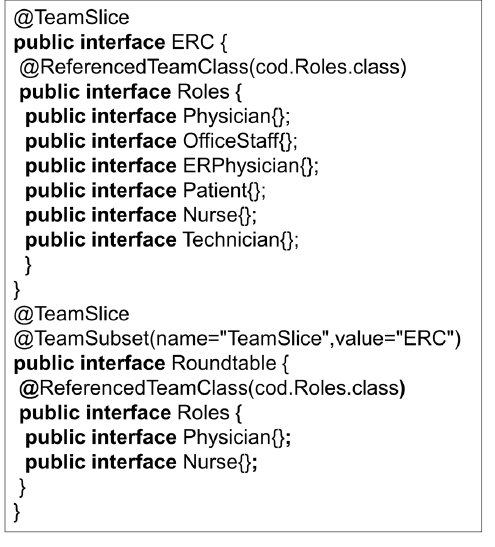 @TeamSlice
public interface ERC {
@ReferencedTeamClass(cod.Roles.class)
public interface Roles {
public interface Physician{};
public interface OfficeStaff{};
public interface ERPhysician{};
public interface Patient{};
public interface Nurse{};
public interface Technician{};
}
}
@TeamSlice
@TeamSubset(name="TeamSlice",value="ERC")
public interface Roundtable {
@ReferencedTeamClass(cod.Roles.class)
public interface Roles {
public interface Physician{};
public interface Nurse{};
}
}